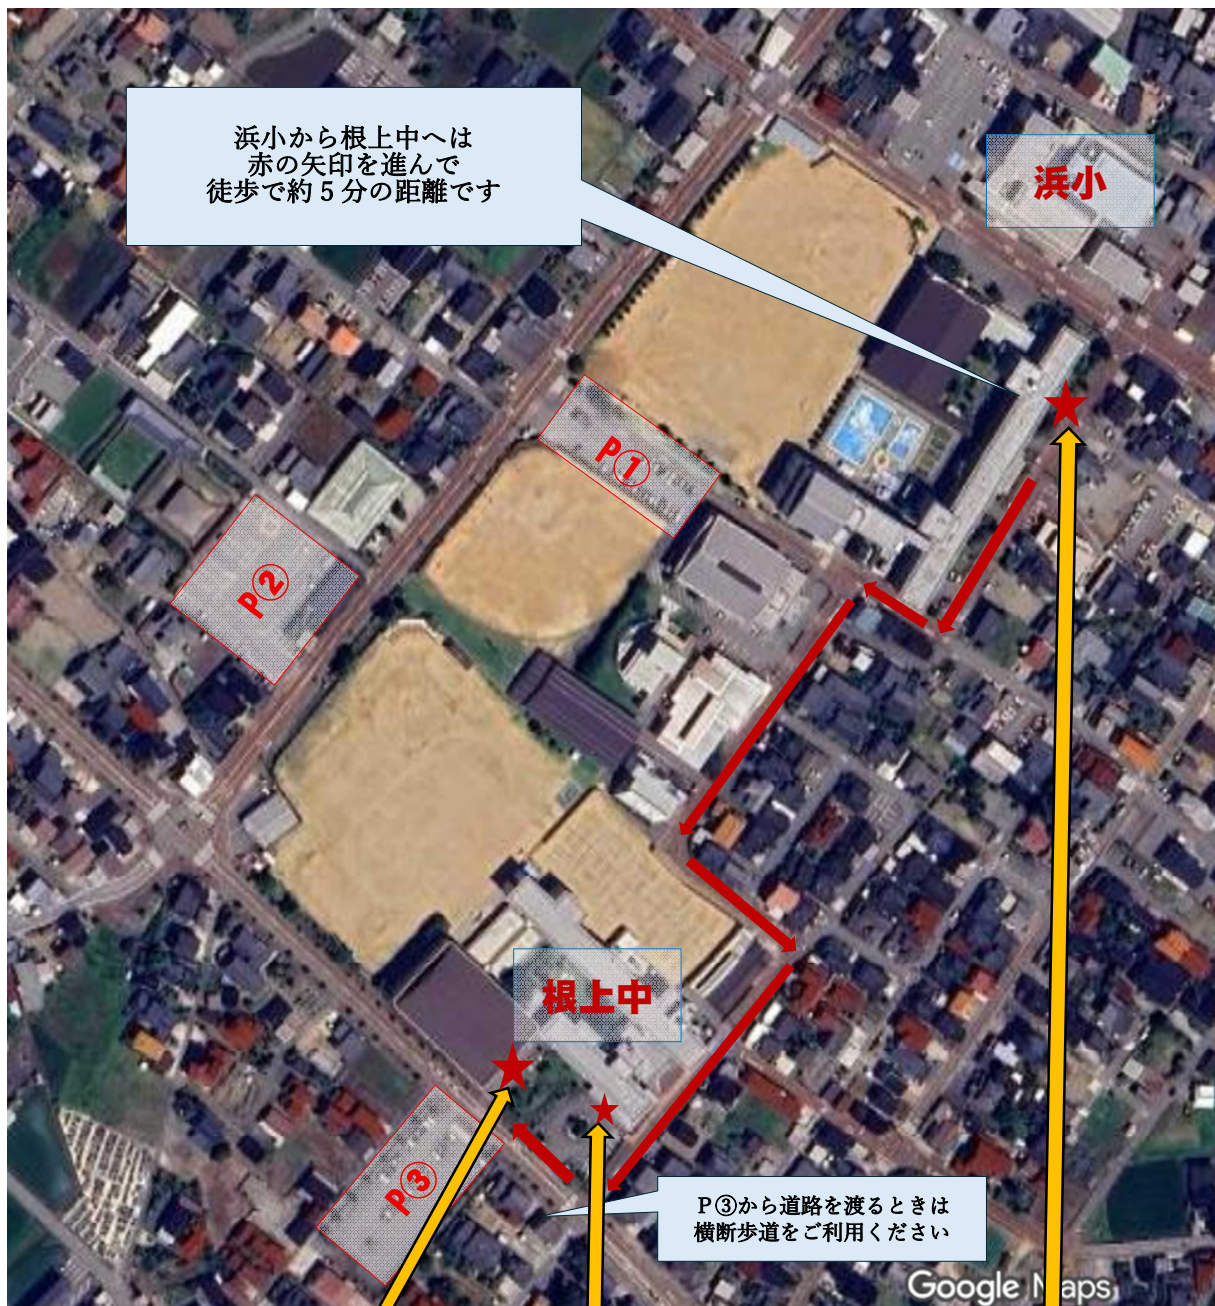 浜小から根上中へは
赤の矢印を進んで
徒歩で約5分の距離です
浜小
P①
P②
根上中
P③
P③から道路を渡るときは
横断歩道をご利用ください
Google Maps